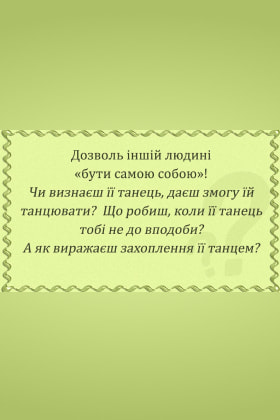 Дозволь іншій людині
«бути самою собою»!
Чи визнаєш її танець, даєш змогу їй
танцювати?  Що робиш, коли її танець
тобі не до вподоби?
А як виражаєш захоплення її танцем?